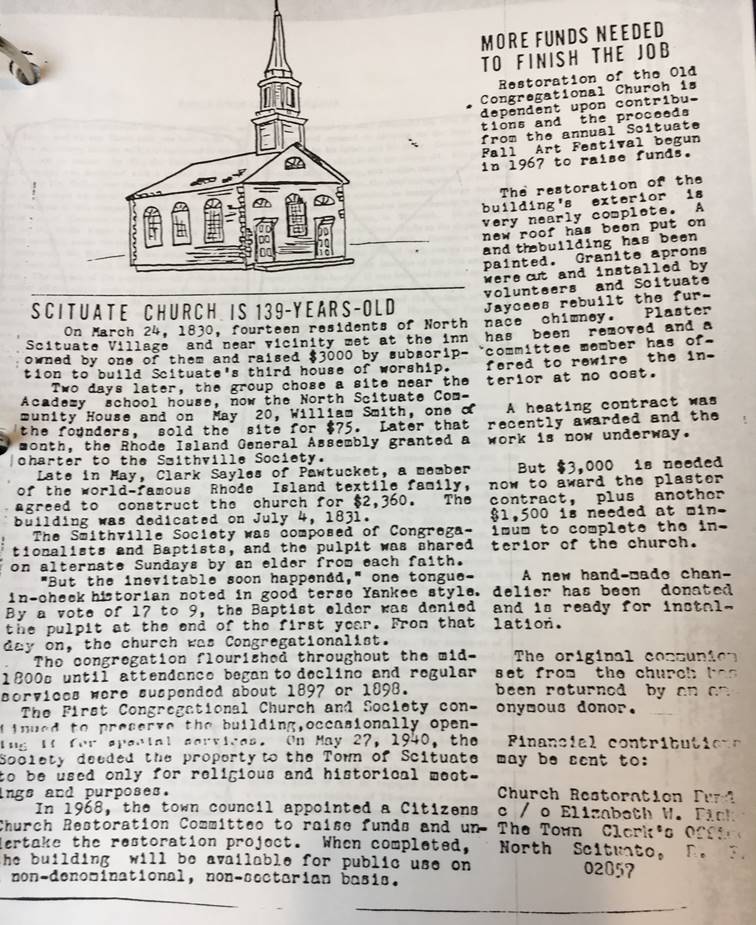 SCITUATE CHURCH IS 139-YEARS-OLD
On March 24, 1830, fourteen residents of North
Scituate Village and near vicinity met at the inn
owned by one of them and raised $3000 by subscrip-
tion to build Scituate's third house of worship.
Two days later, the group chose a site near the
Academy school house, now the North Scituate Com-
munity House and on May 20, William Smith, one of
the founders, sold the site for $75. Later that
month, the Rhode Island General Assembly granted a
charter to the Smithville Society.
Late in May, Clark Sayles of Pawtucket, a member
of the world-famous Rhode Island textile family,
agreed to construct the church for $2,360. The
building was dedicated on July 4, 1831.
The Smithville Society was composed of Congrega-
tionalists and Baptists, and the pulpit was shared
on alternate Sundays by an elder from each faith.
"But the inevitable soon happened," one tongue-
in-cheek historian noted in good terse Yankee style.
By a vote of 17 to 9, the Baptist elder was denied
the pulpit at the end of the first year. From that
day on, the church was Congregationalist.
The congregation flourished throughout the mid-
1800s until attendance began to decline and regular
services were suspended about 1897 or 1898.
The First Congregational Church and Society con-
tinued to preserve the building,occasionally open-
ing it for special services. On May 27, 1940, the
Society deeded the property to the Town of Scituate
to be used only for religious and historical meet-
ings and purposes.
In 1968, the town council appointed a Citizens
Church Restoration Committee to raise funds and un-
dertake the restoration project. When completed,
he building will be available for public use on
non-denominational, non-sectarian basis.
MORE FUNDS NEEDED
TO FINISH THE JOB
Restoration of the Old
Congregational Church is
dependent upon contribu-
tions and the proceeds
from the annual Scituate
Fall Art Festival begun
in 1967 to raise funds.
The restoration of the
building's exterior is
very nearly complete. A
new roof has been put on
and thebuilding has been
painted. Granite aprons
were cut and installed by
volunteers and Scituate
Jaycees rebuilt the fur-
nace chimney. Plaster
has been removed and a
committee member has of-
fered to rewire the in-
terior at no cost.
A heating contract was
recently awarded and the
work is now underway.
But $3,000 is needed
now to award the plaster
contract, plus another
$1,500 is needed at min-
imum to complete the in-
terior of the church.
A new hand-made chan-
delier has been donated
and is ready for instal-
lation.
The original communion
set from the church has
been returned by an an-
onymous donor.
Financial contributions
may be sent to:
Church Restoration Fund
c / o Elizabeth W.
The Town Clerk's Office
North Scituate, R. I.
02857